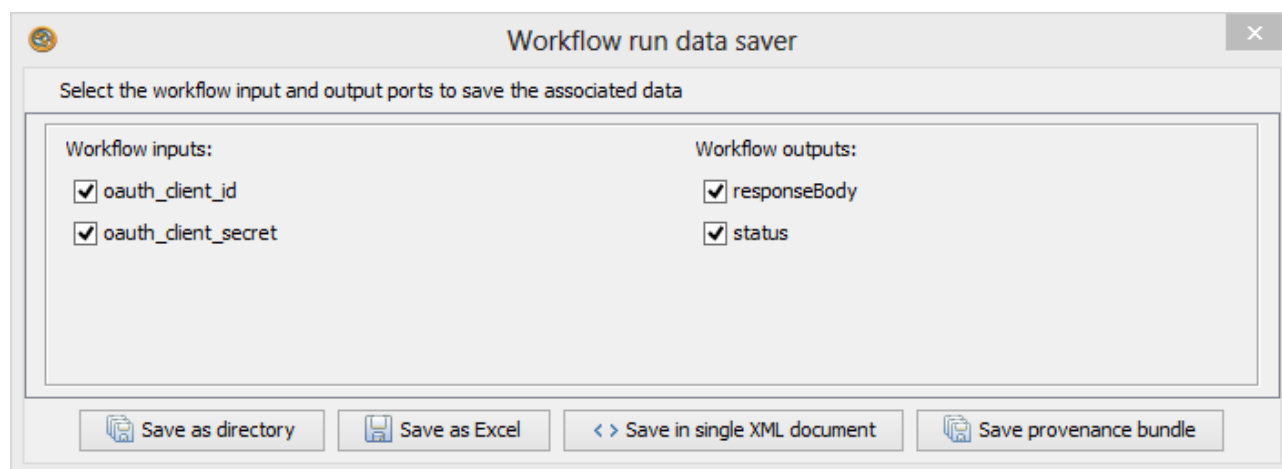 Workflow run data saver
Select the workflow input and output ports to save the associated data
Workflow inputs:
Workflow outputs:
oauth_client_id
responseBody
oauth_client_secret
status
Save as directory
Save as Excel
< > Save in single XML document
Save provenance bundle